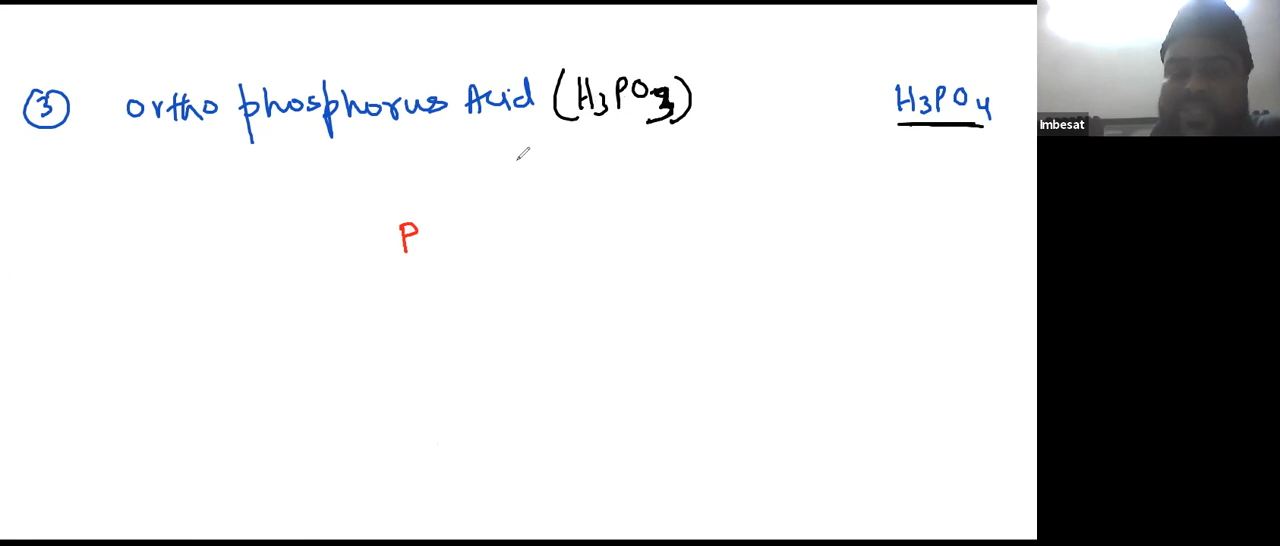 ③ Ortho phosphorus Acid (H₃PO₃) H₃PO₄
Imbesat
P